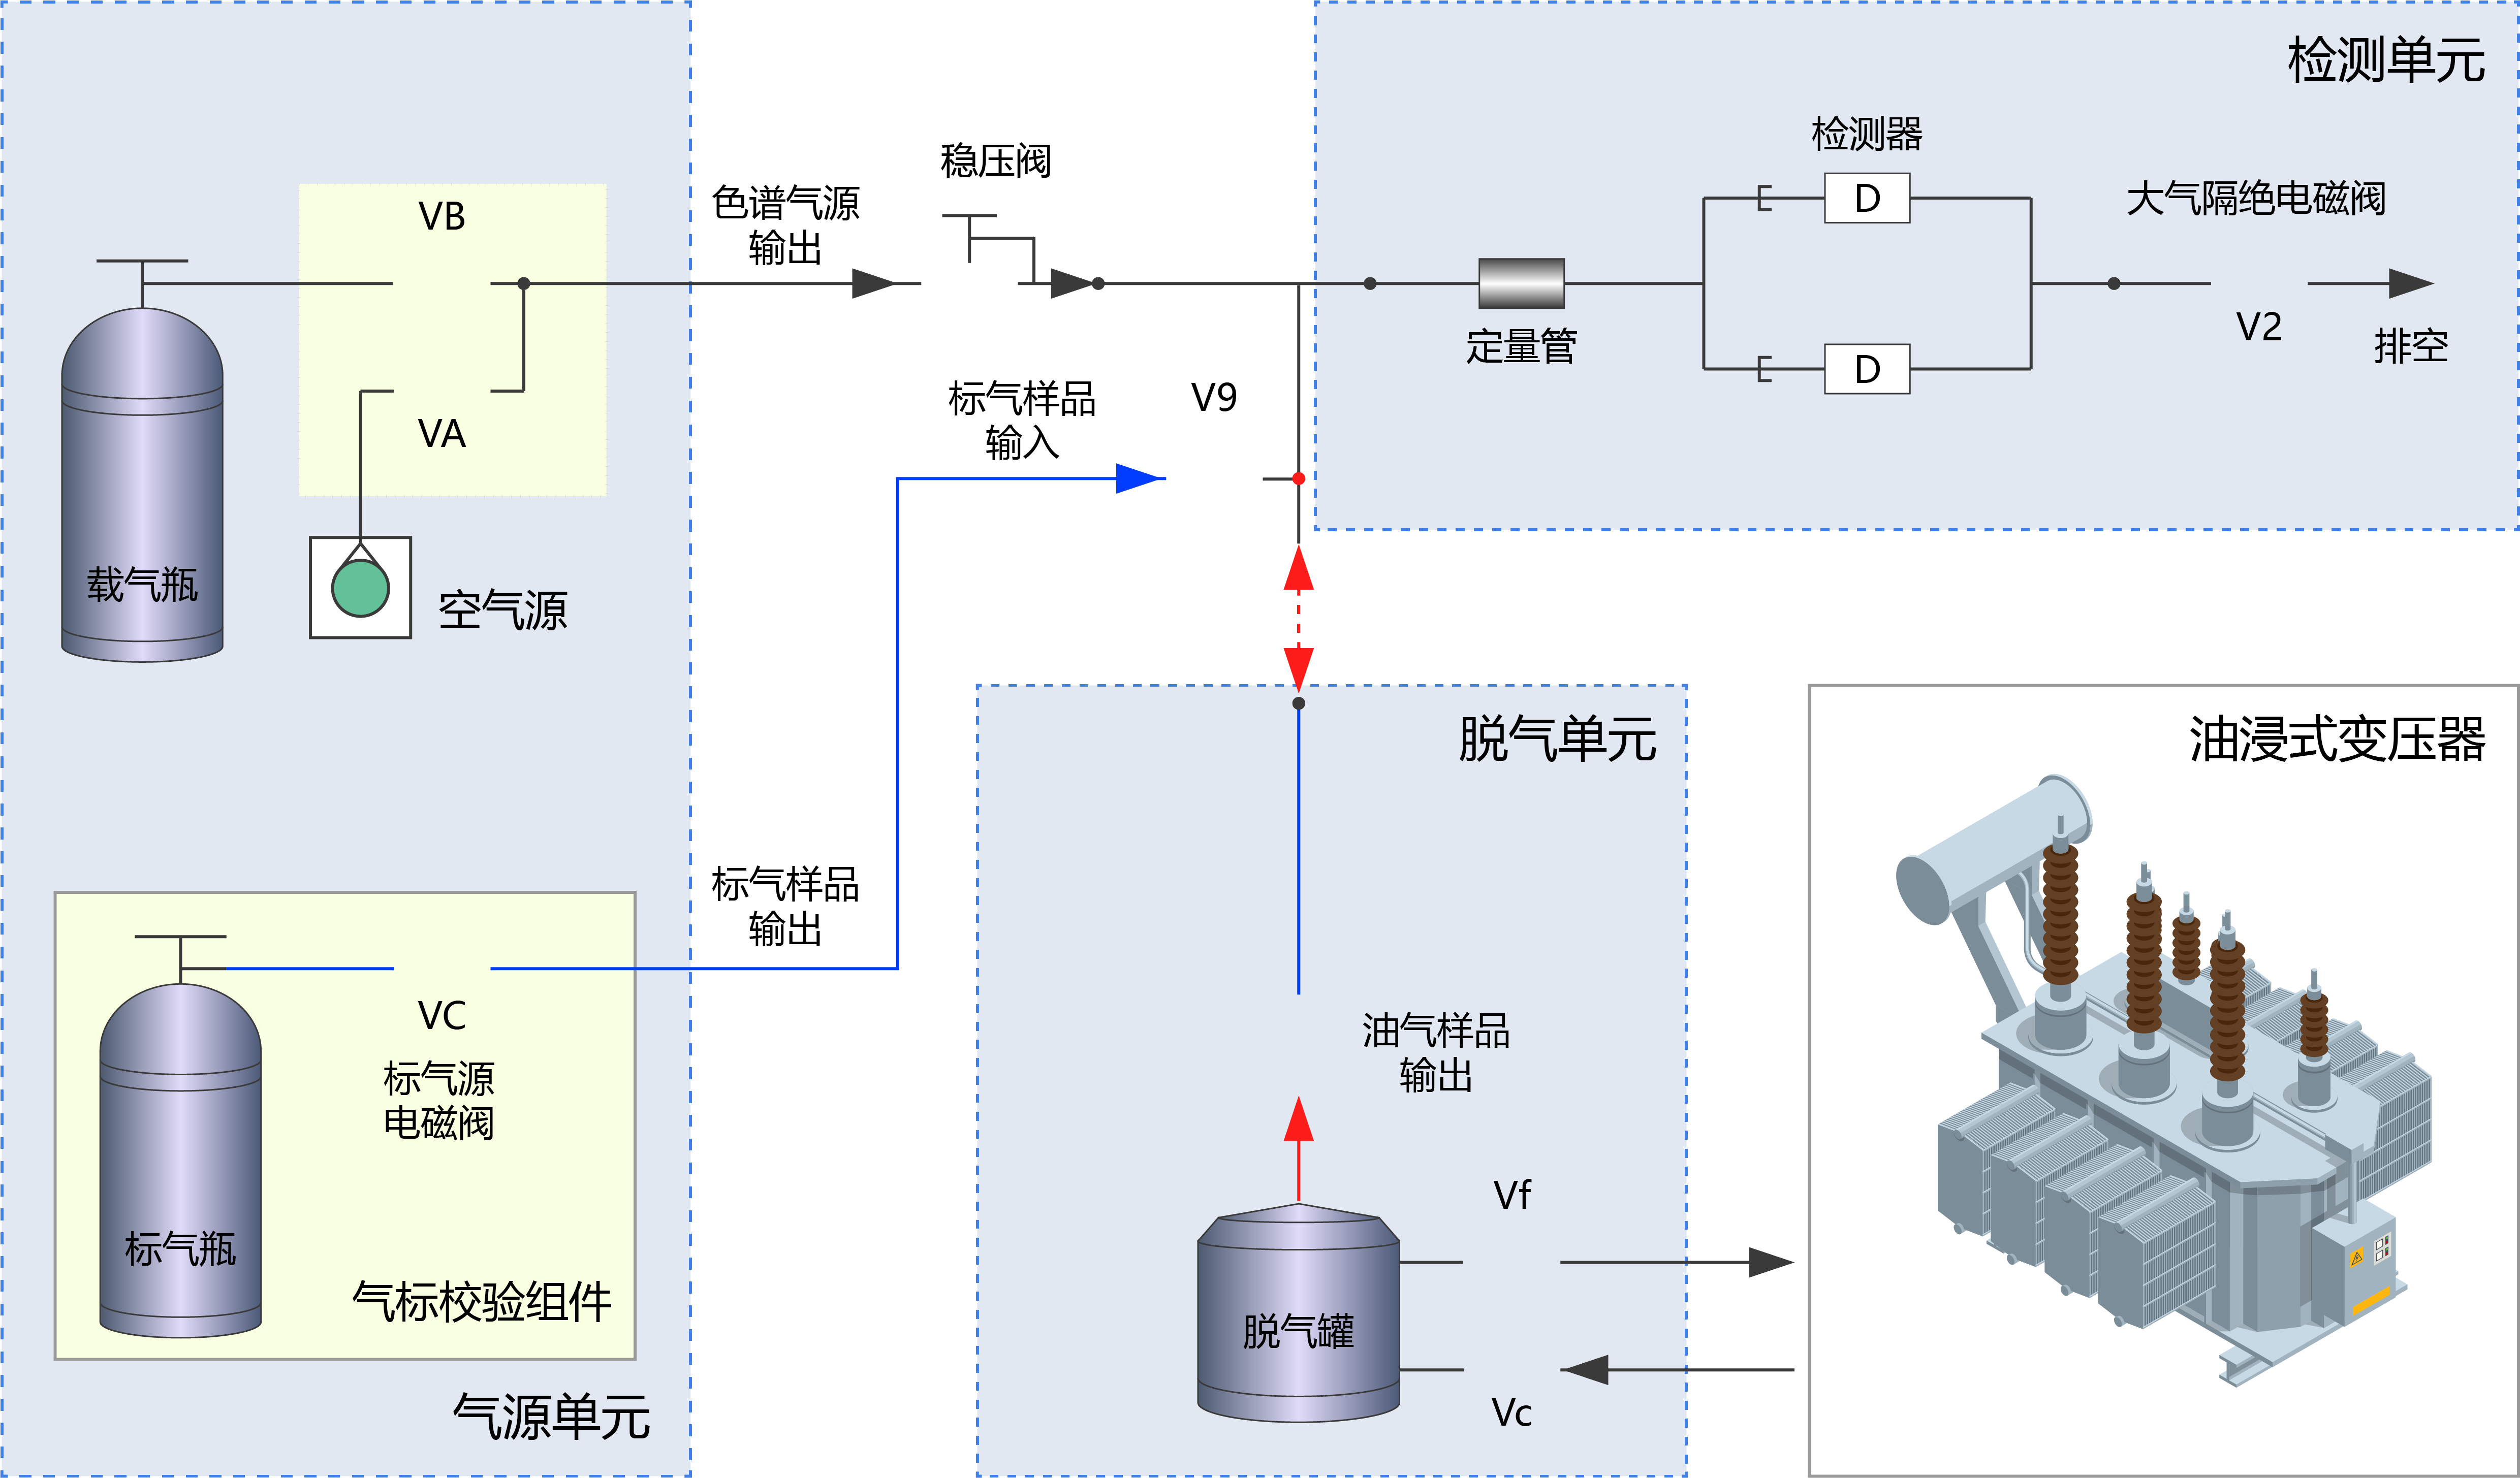 检测单元
检测器
D
大气隔绝电磁阀
稳压阀
色谱气源
输出
VB
VA
定量管
V2
排空
D
标气样品
输入
V9
载气瓶
空气源
脱气单元
油浸式变压器
标气样品
输出
VC
标气源
电磁阀
标气瓶
气标校验组件
气源单元
油气样品
输出
Vf
脱气罐
Vc